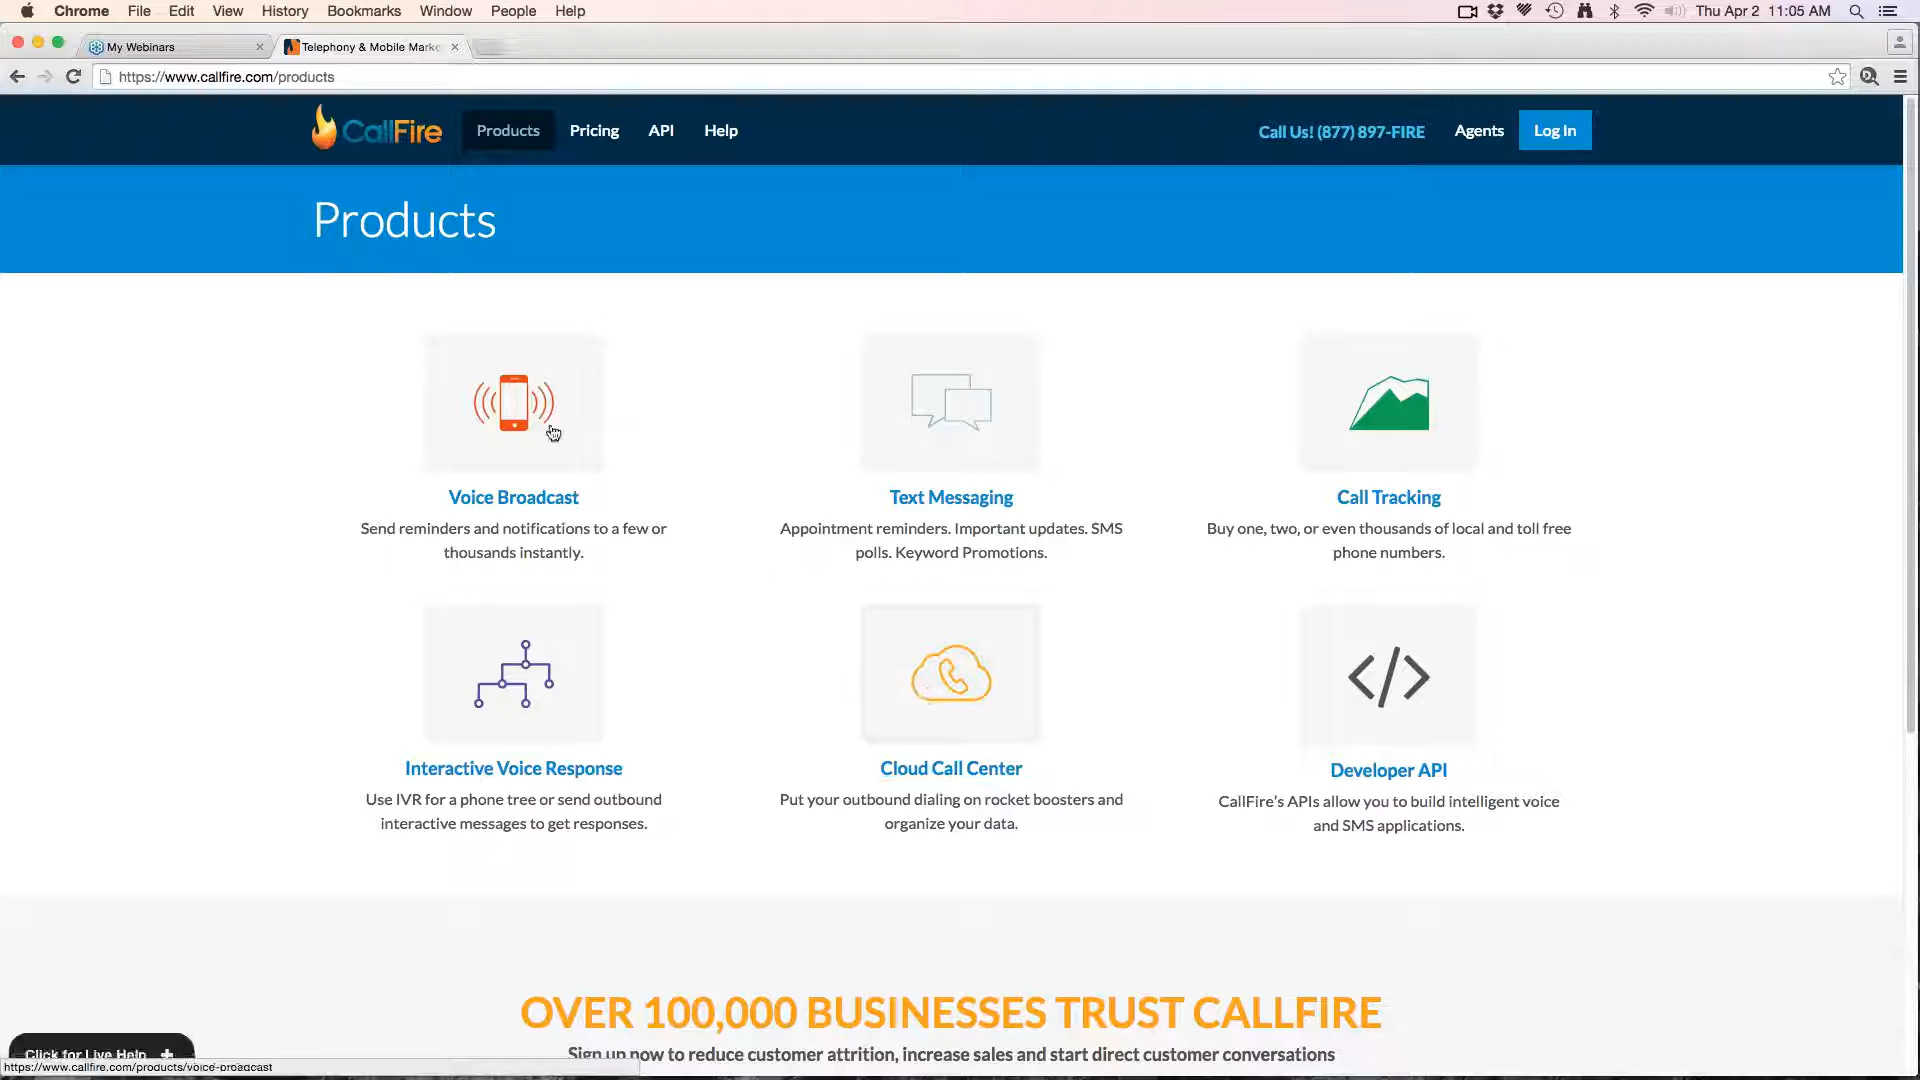 Chrome File Edit View History Bookmarks Window People Help Thu Apr 2 11:05 AM
My Webinars
Telephony & Mobile Marke
https://www.callfire.com/products
CallFire
Products
Pricing
API
Help
Call Us! (877) 897-FIRE
Agents
Log In
Products
Voice Broadcast
Send reminders and notifications to a few or
thousands instantly.
Text Messaging
Appointment reminders. Important updates. SMS
polls. Keyword Promotions.
Call Tracking
Buy one, two, or even thousands of local and toll free
phone numbers.
Interactive Voice Response
Use IVR for a phone tree or send outbound
interactive messages to get responses.
Cloud Call Center
Put your outbound dialing on rocket boosters and
organize your data.
Developer API
CallFire's APIs allow you to build intelligent voice
and SMS applications.
OVER 100,000 BUSINESSES TRUST CALLFIRE
Sign up now to reduce customer attrition, increase sales and start direct customer conversations
Click for Live Help
https://www.callfire.com/products/voice-broadcast